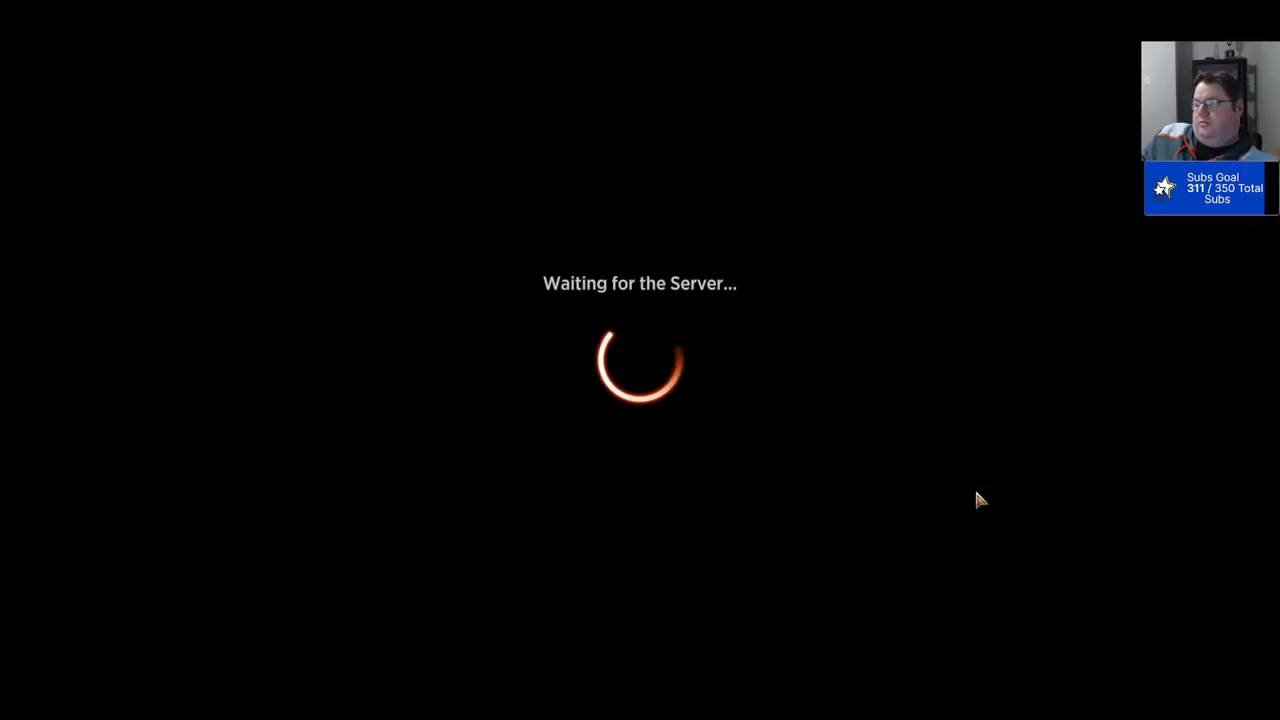 Waiting for the Server...
Subs Goal
311 / 350 Total
Subs